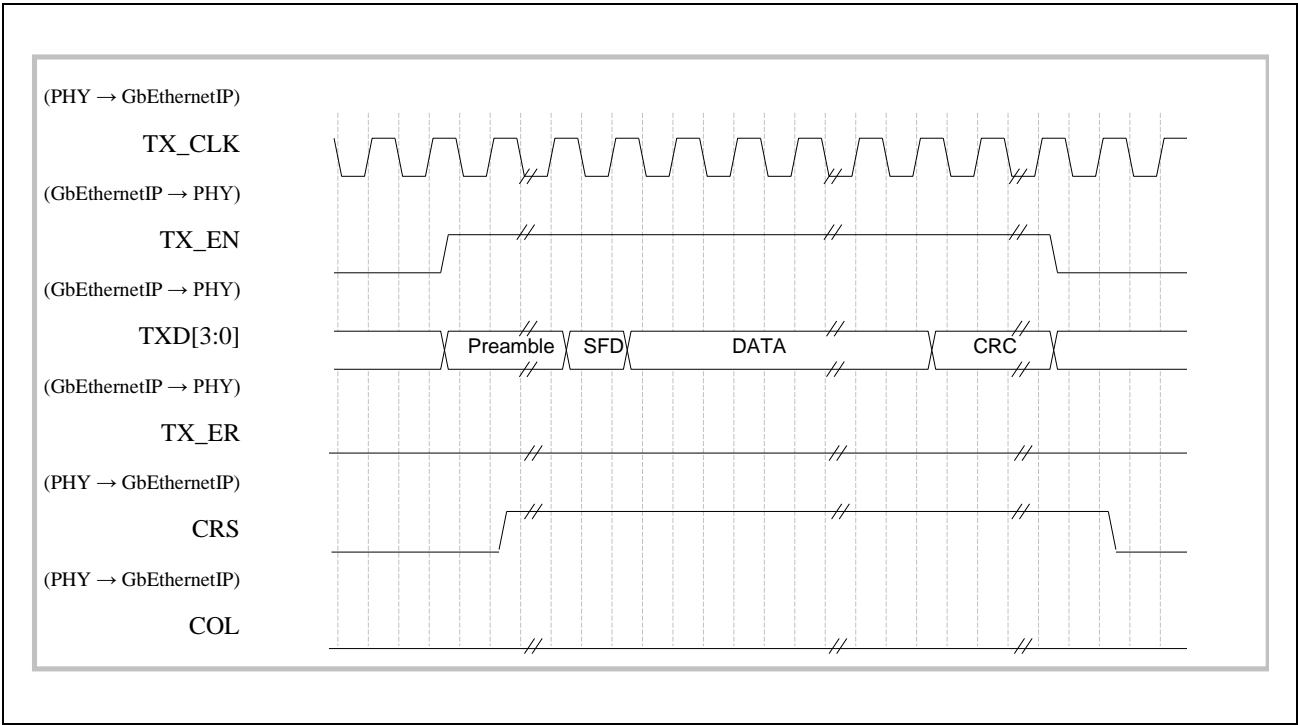 (PHY → GbEthernetIP)
TX_CLK
(GbEthernetIP → PHY)
TX_EN
(GbEthernetIP → PHY)
TXD[3:0]
Preamble SFD DATA CRC
(GbEthernetIP → PHY)
TX_ER
(PHY → GbEthernetIP)
CRS
(PHY → GbEthernetIP)
COL